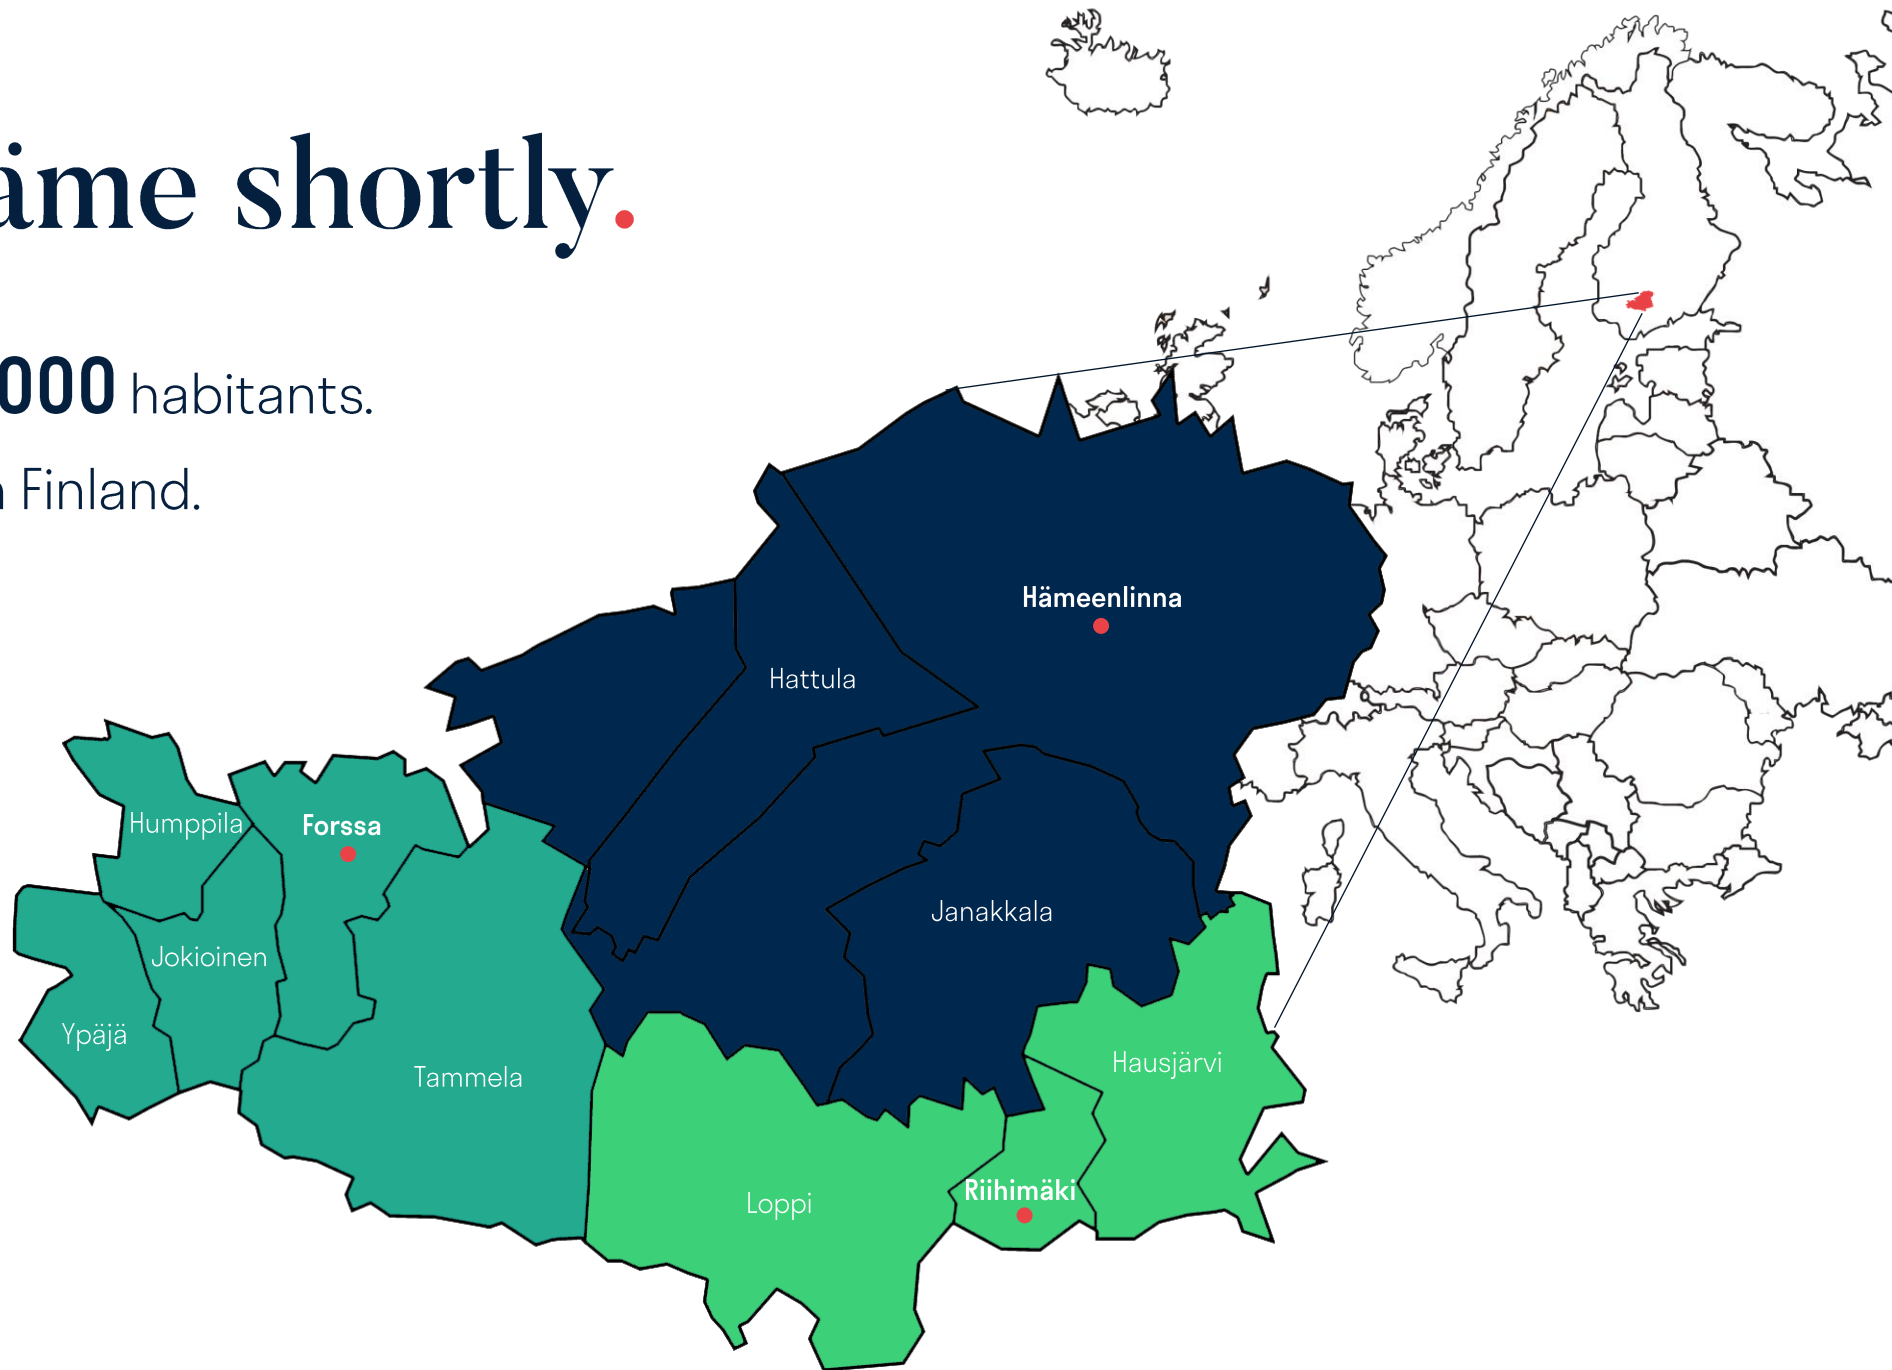 äme shortly.
000 habitants.
n Finland.
Hämeenlinna
Hattula
Humppila
Forssa
Janakkala
Jokioinen
Ypäjä
Hausjärvi
Tammela
Riihimäki
Loppi